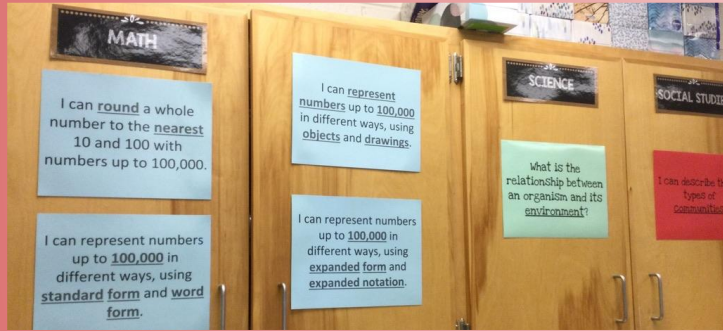 MATH
I can round a whole
number to the nearest
10 and 100 with
numbers up to 100,000.
I can represent numbers
up to 100,000 in
different ways, using
standard form and word
form.
I can represent
numbers up to 100,000
in different ways, using
objects and drawings.
I can represent numbers
up to 100,000 in
different ways, using
expanded form and
expanded notation.
SCIENCE
What is the
relationship between
an organism and its
environment?
SOCIAL
I can describe
types of